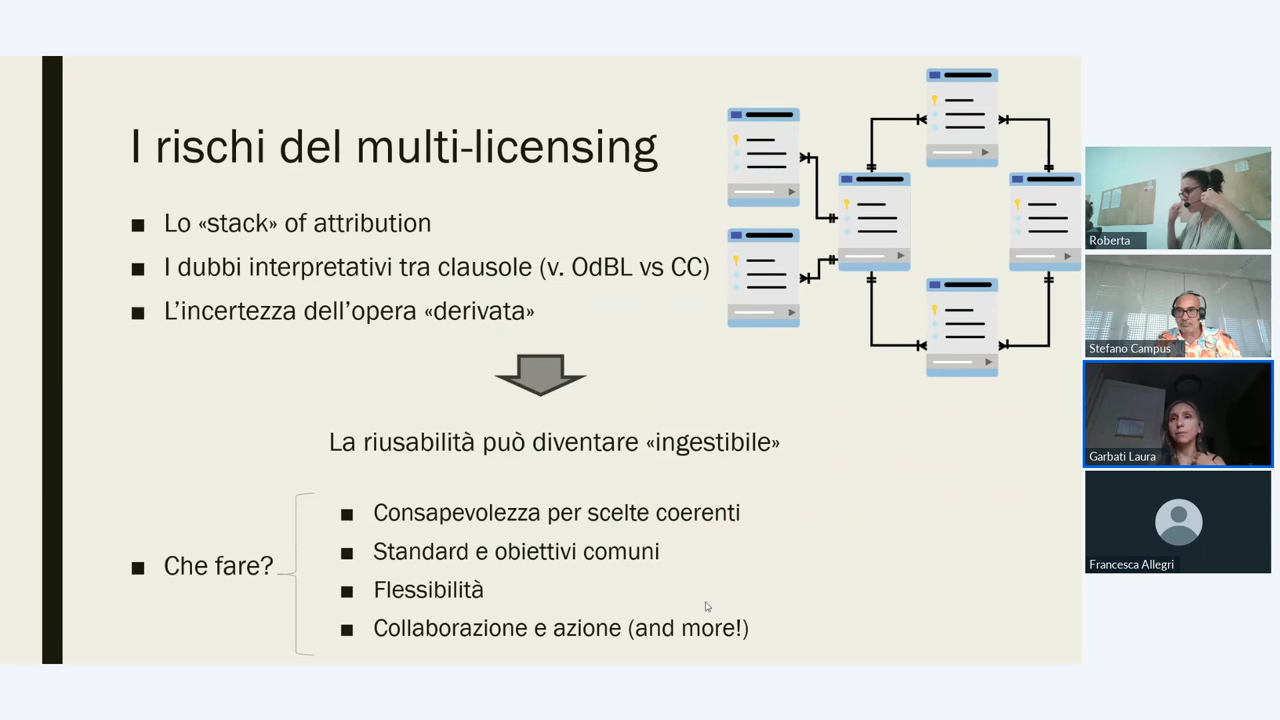 I rischi del multi-licensing
■ Lo «stack» of attribution
■ I dubbi interpretativi tra clausole (v. OdBL vs CC)
■ L’incertezza dell’opera «derivata»
La riusabilità può diventare «ingestibile»
■ Che fare?
■ Consapevolezza per scelte coerenti
■ Standard e obiettivi comuni
■ Flessibilità
■ Collaborazione e azione (and more!)
Roberta
Stefano Campus
Garbati Laura
Francesca Allegri